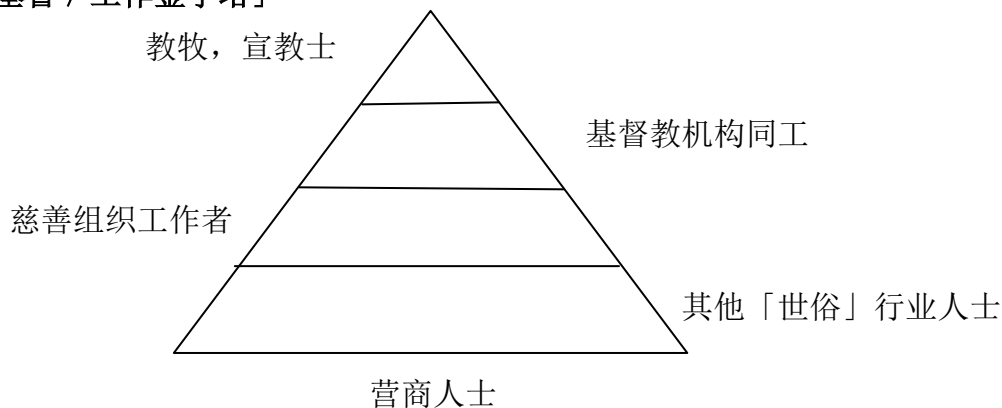 教牧，宣教士
基督教机构同工
慈善组织工作者
其他「世俗」行业人士
营商人士